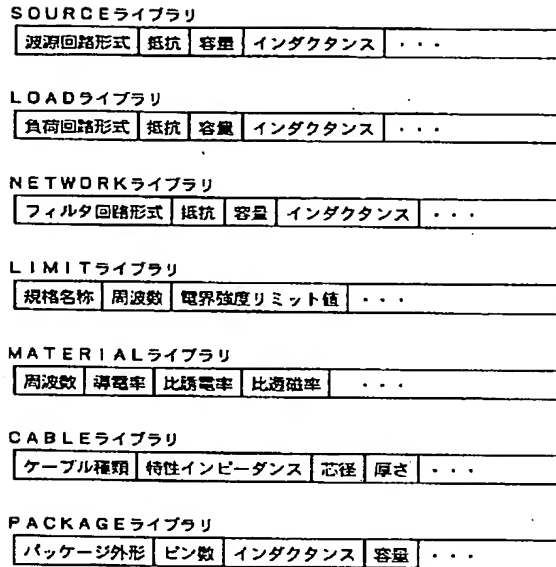 SOURCEライブラリ
波源回路形式 抵抗 容量 インダクタンス ・・・
LOADライブラリ
負荷回路形式 抵抗 容量 インダクタンス ・・・
NETWORKライブラリ
フィルタ回路形式 抵抗 容量 インダクタンス ・・・
LIMITライブラリ
規格名称 周波数 電界強度リミット値 ・・・
MATERIALライブラリ
周波数 導電率 比誘電率 比透磁率 ・・・
CABLEライブラリ
ケーブル種類 特性インピーダンス 芯径 厚さ ・・・
PACKAGEライブラリ
パッケージ外形 ピン数 インダクタンス 容量 ・・・